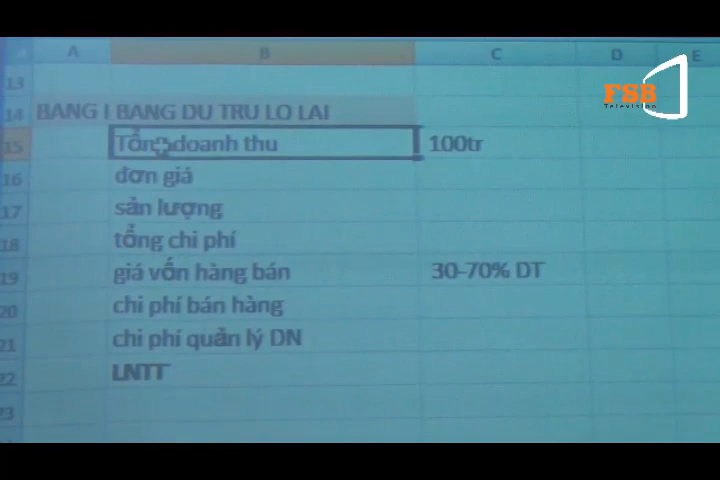 A B C D E
13
14 BANG I BANG DU TRU LO LAI
15 Tổng doanh thu 100tr
16 đơn giá
17 sản lượng
18 tổng chi phí
19 giá vốn hàng bán 30-70% DT
20 chi phí bán hàng
21 chi phí quản lý DN
22 LNTT
23
FSB
Television